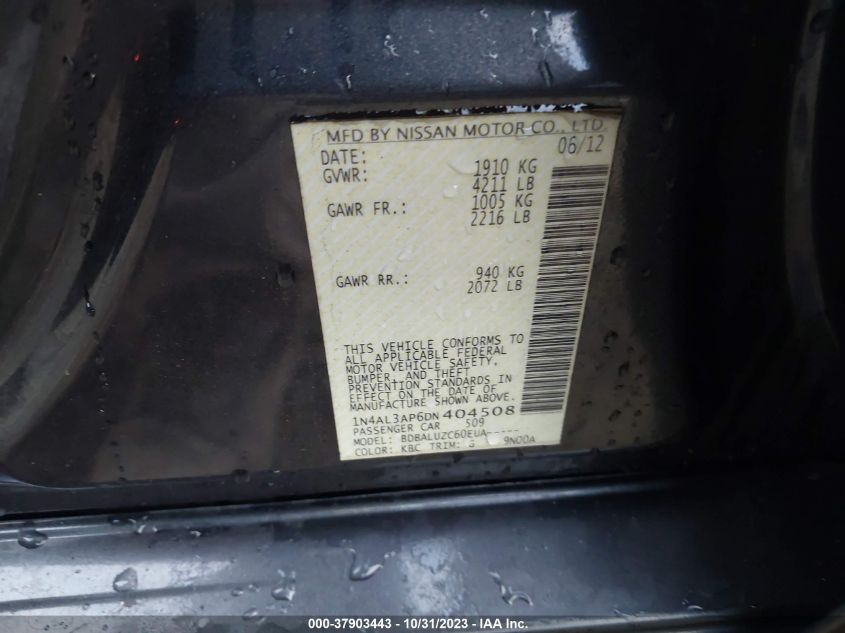 MFD BY NISSAN MOTOR CO., LTD.
DATE: 06/12
GVWR: 1910 KG
4211 LB
GAWR FR.: 1005 KG
2216 LB
GAWR RR.: 940 KG
2072 LB
THIS VEHICLE CONFORMS TO
ALL APPLICABLE FEDERAL
MOTOR VEHICLE SAFETY,
BUMPER, AND THEFT
PREVENTION STANDARDS IN
EFFECT ON THE DATE OF
MANUFACTURE SHOWN ABOVE.
1N4AL3AP6DN404508
PASSENGER CAR 509
MODEL: BDBALUZC60EUA-----
COLOR: KBC TRIM: G 9N00A
000-37903443 - 10/31/2023 - IAA Inc.